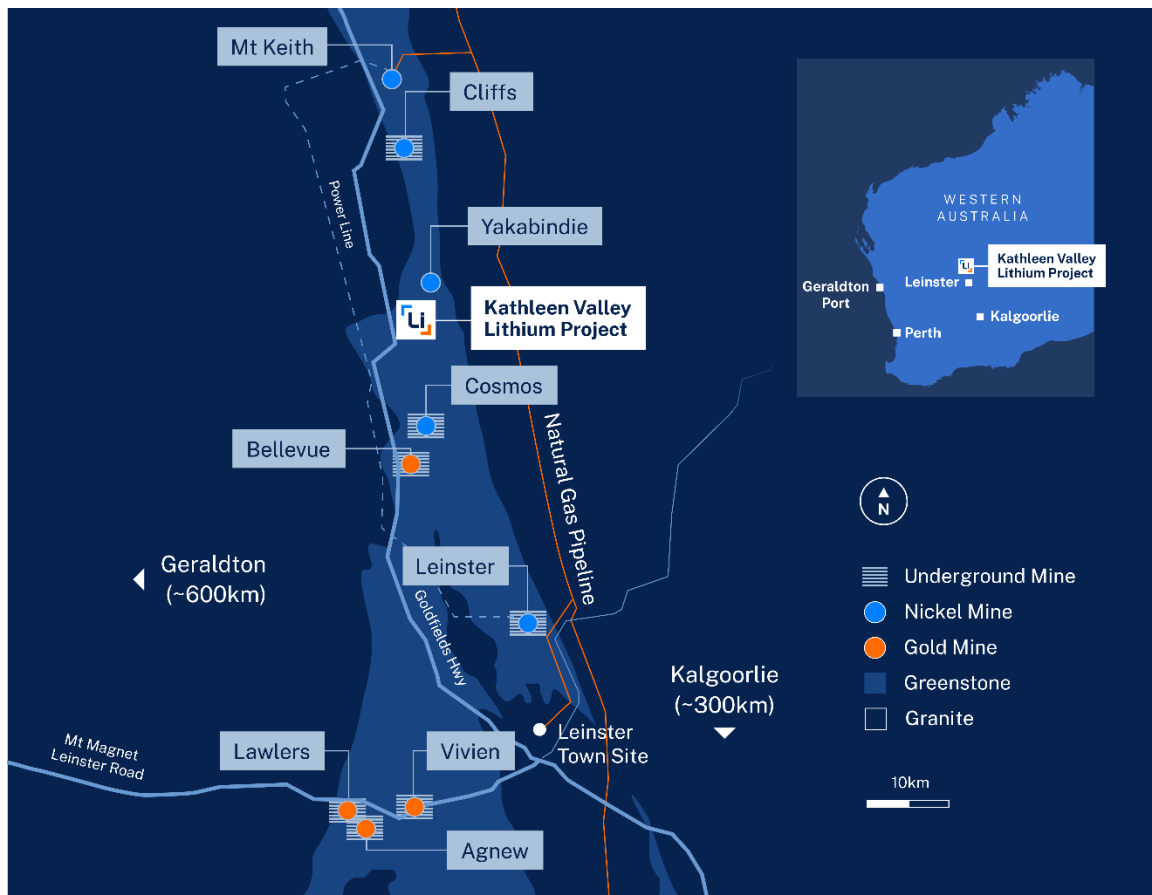 Mt Keith
Cliffs
Power Line
Yakabindie
Li
Kathleen Valley
Lithium Project
Cosmos
Bellevue
Natural Gas Pipeline
Geraldton
(~600km)
Leinster
Goldfields Hwy
Kalgoorlie
(~300km)
Leinster
Town Site
Mt Magnet
Leinster Road
Lawlers
Vivien
Agnew
WESTERN
AUSTRALIA
Li
Kathleen Valley
Lithium Project
Geraldton
Port
Leinster
Kalgoorlie
Perth
N
Underground Mine
Nickel Mine
Gold Mine
Greenstone
Granite
10km